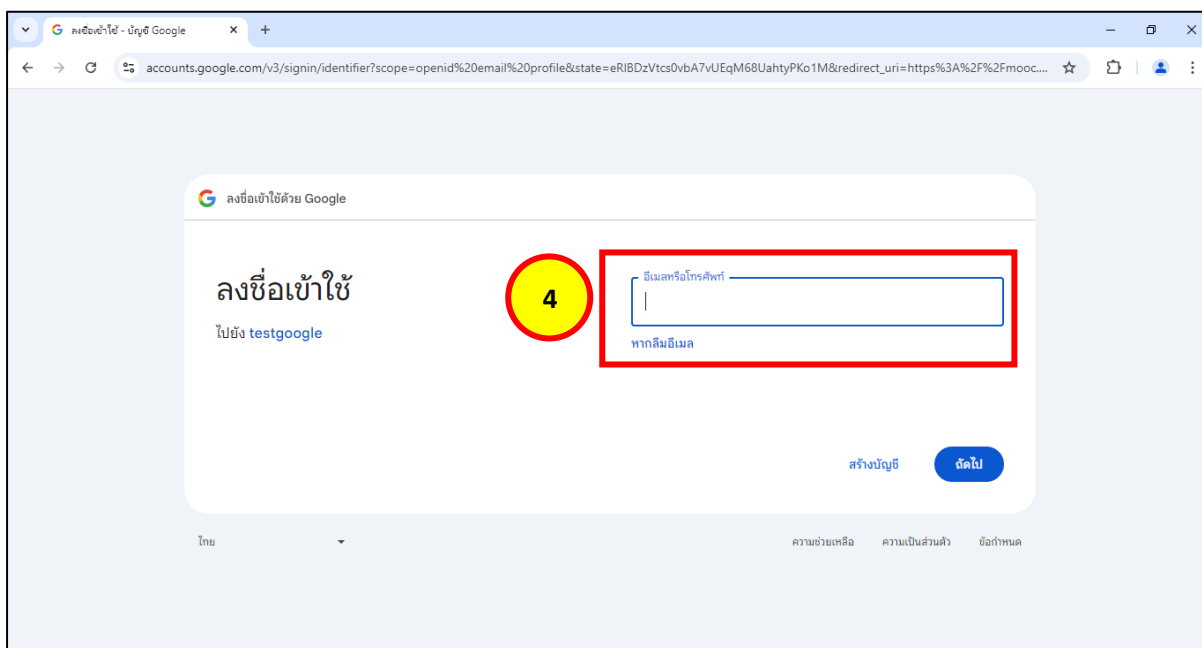 ลงชื่อเข้าใช้ - บัญชี Google
accounts.google.com/v3/signin/identifier?scope=openid%20email%20profile&state=eRIBDzVtcs0vbA7vUEqM68UahtyPKo1M&redirect_uri=https%3A%2F%2Fmooc....
ลงชื่อเข้าใช้ด้วย Google
ลงชื่อเข้าใช้
ไปยัง testgoogle
4
อีเมลหรือโทรศัพท์
หากลืมอีเมล
สร้างบัญชี
ถัดไป
ไทย
ความช่วยเหลือ
ความเป็นส่วนตัว
ข้อกำหนด